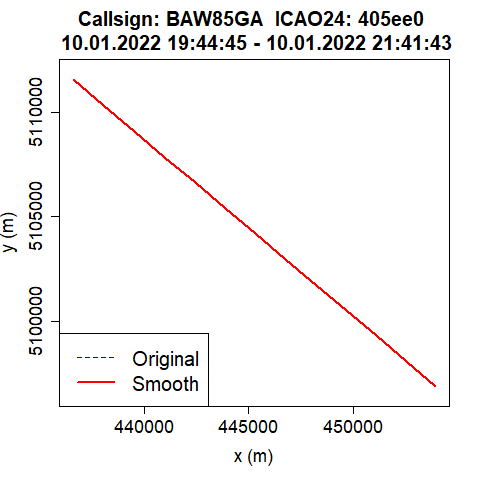 Callsign: BAW85GA  ICAO24: 405ee0
10.01.2022 19:44:45 - 10.01.2022 21:41:43
5110000
5105000
5100000
y (m)
Original
Smooth
440000
445000
450000
x (m)